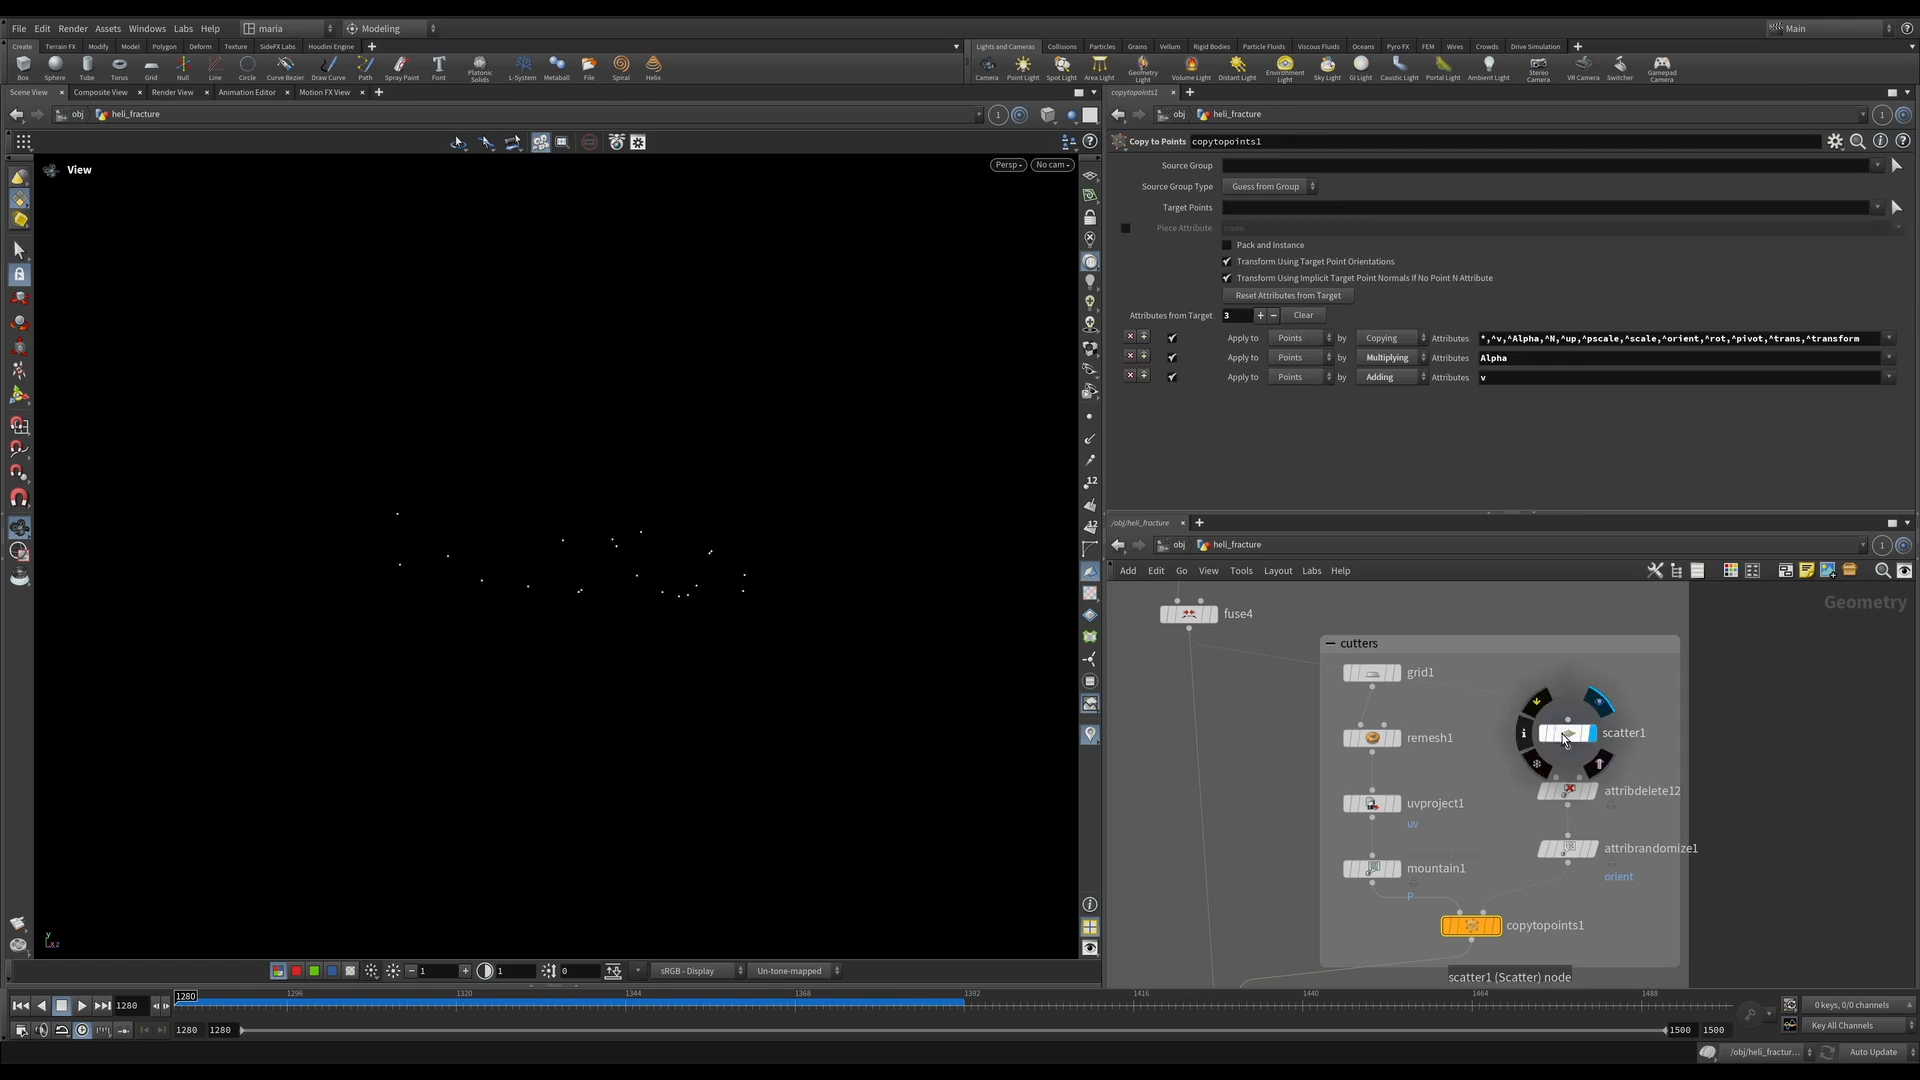 File Edit Render Assets Windows Labs Help maria Modeling Main
Create Terrain FX Modify Model Polygon Deform Texture SideFX Labs Houdini Engine
Lights and Cameras Collisions Particles Grains Vellum Rigid Bodies Particle Fluids Viscous Fluids Oceans Pyro FX FEM Wires Crowds Drive Simulation
Box Sphere Tube Torus Grid Null Line Circle Curve Bezier Draw Curve Path Spray Paint Font Platonic Solids L-System Metaball File Spiral Helix
Camera Point Light Spot Light Area Light Geometry Light Volume Light Distant Light Environment Light Sky Light GI Light Caustic Light Portal Light Ambient Light Stereo Camera VR Camera Switcher Gamepad Camera
Scene View Composite View Render View Animation Editor Motion FX View
copytopoints1
obj heli_fracture 1
obj heli_fracture 1
Copy to Points copytopoints1
View Persp No cam
Source Group
Source Group Type Guess from Group
Target Points
Piece Attribute name
Pack and Instance
Transform Using Target Point Orientations
Transform Using Implicit Target Point Normals If No Point N Attribute
Reset Attributes from Target
Attributes from Target 3 Clear
Apply to Points by Copying Attributes *,^v,^Alpha,^N,^up,^pscale,^scale,^orient,^rot,^pivot,^trans,^transform
Apply to Points by Multiplying Attributes Alpha
Apply to Points by Adding Attributes v
12
12
/obj/heli_fracture
obj heli_fracture 1
Add Edit Go View Tools Layout Labs Help
Geometry
fuse4
cutters
grid1
scatter1
remesh1
attribdelete12
uvproject1
uv
attribrandomize1
orient
mountain1
P
copytopoints1
scatter1 (Scatter) node
y
x z
1 1 0 sRGB - Display Un-tone-mapped
1280 1280 1296 1320 1344 1368 1392 1416 1440 1464 1488
0 keys, 0/0 channels
1280 1280 1500 1500 Key All Channels
/obj/heli_fractur... Auto Update